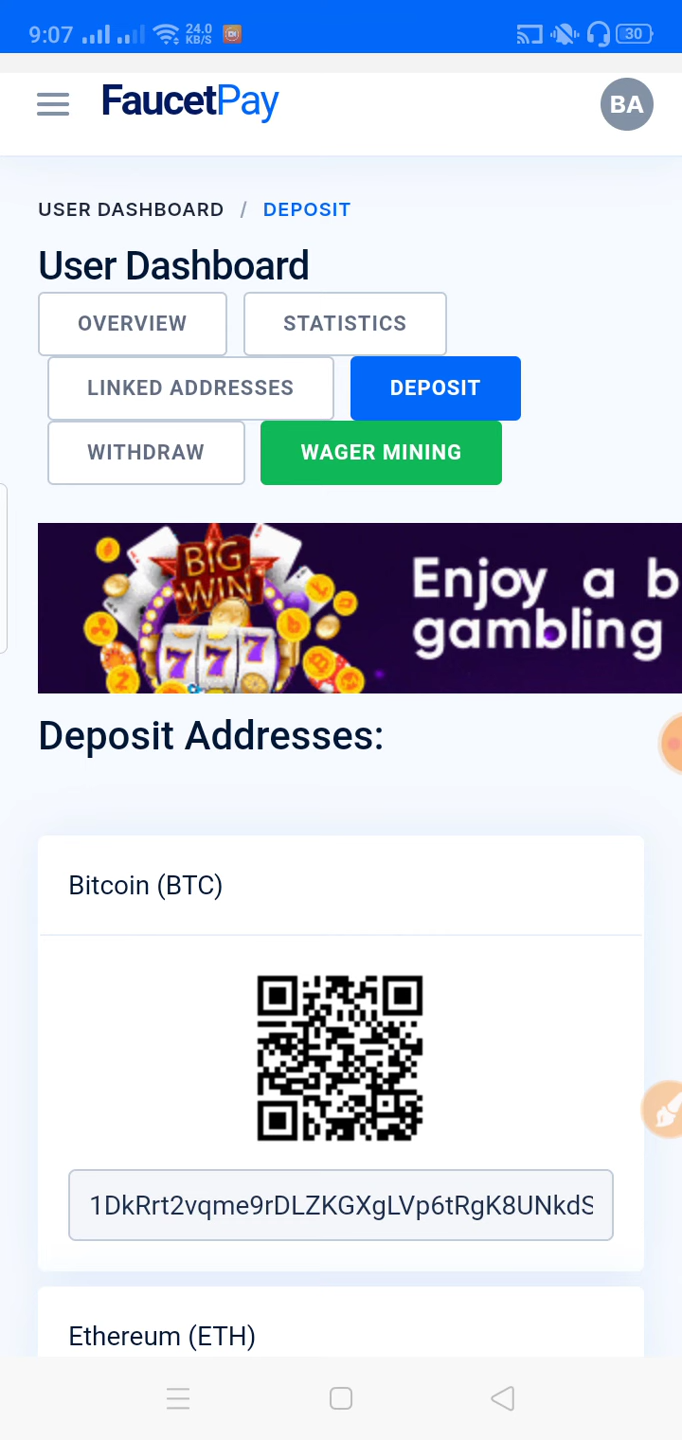 9:07 24.0 KB/S 30
FaucetPay BA
USER DASHBOARD / DEPOSIT
User Dashboard
OVERVIEW STATISTICS
LINKED ADDRESSES DEPOSIT
WITHDRAW WAGER MINING
BIG WIN
777
Enjoy a b
gambling
Deposit Addresses:
Bitcoin (BTC)
1DkRrt2vqme9rDLZKGXgLVp6tRgK8UNkdS
Ethereum (ETH)